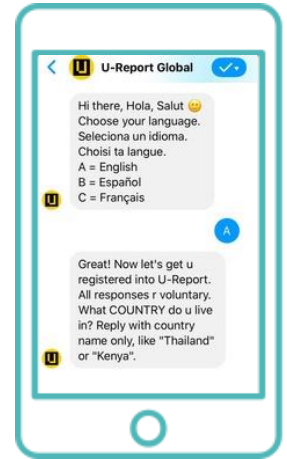 U U-Report Global
Hi there, Hola, Salut
Choose your language.
Seleciona un idioma.
Choisi ta langue.
A = English
B = Español
C = Français
U
A
Great! Now let's get u
registered into U-Report.
All responses r voluntary.
What COUNTRY do u live
in? Reply with country
name only, like "Thailand"
or "Kenya".
U